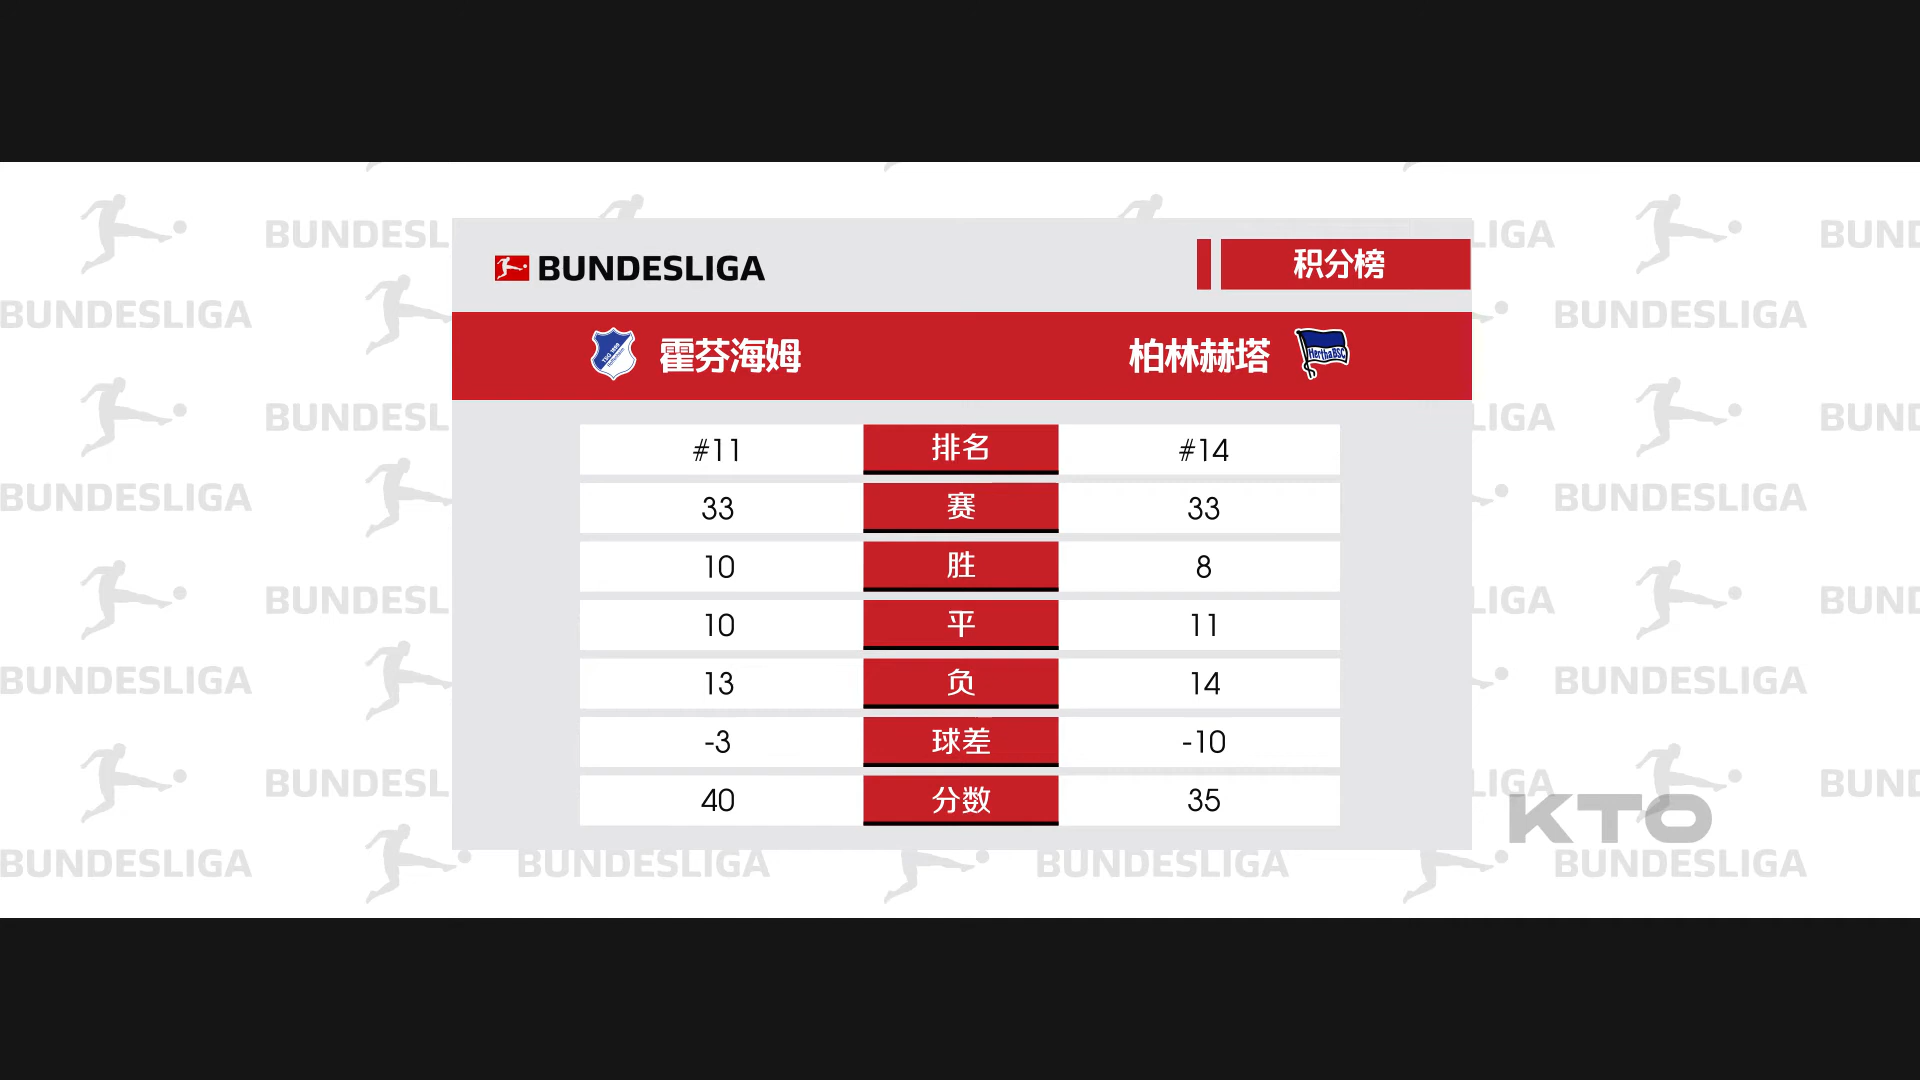 BUNDESLIGA
积分榜
霍芬海姆 柏林赫塔 HerthaBSC
#11 排名 #14
33 赛 33
10 胜 8
10 平 11
13 负 14
-3 球差 -10
40 分数 35
KTO